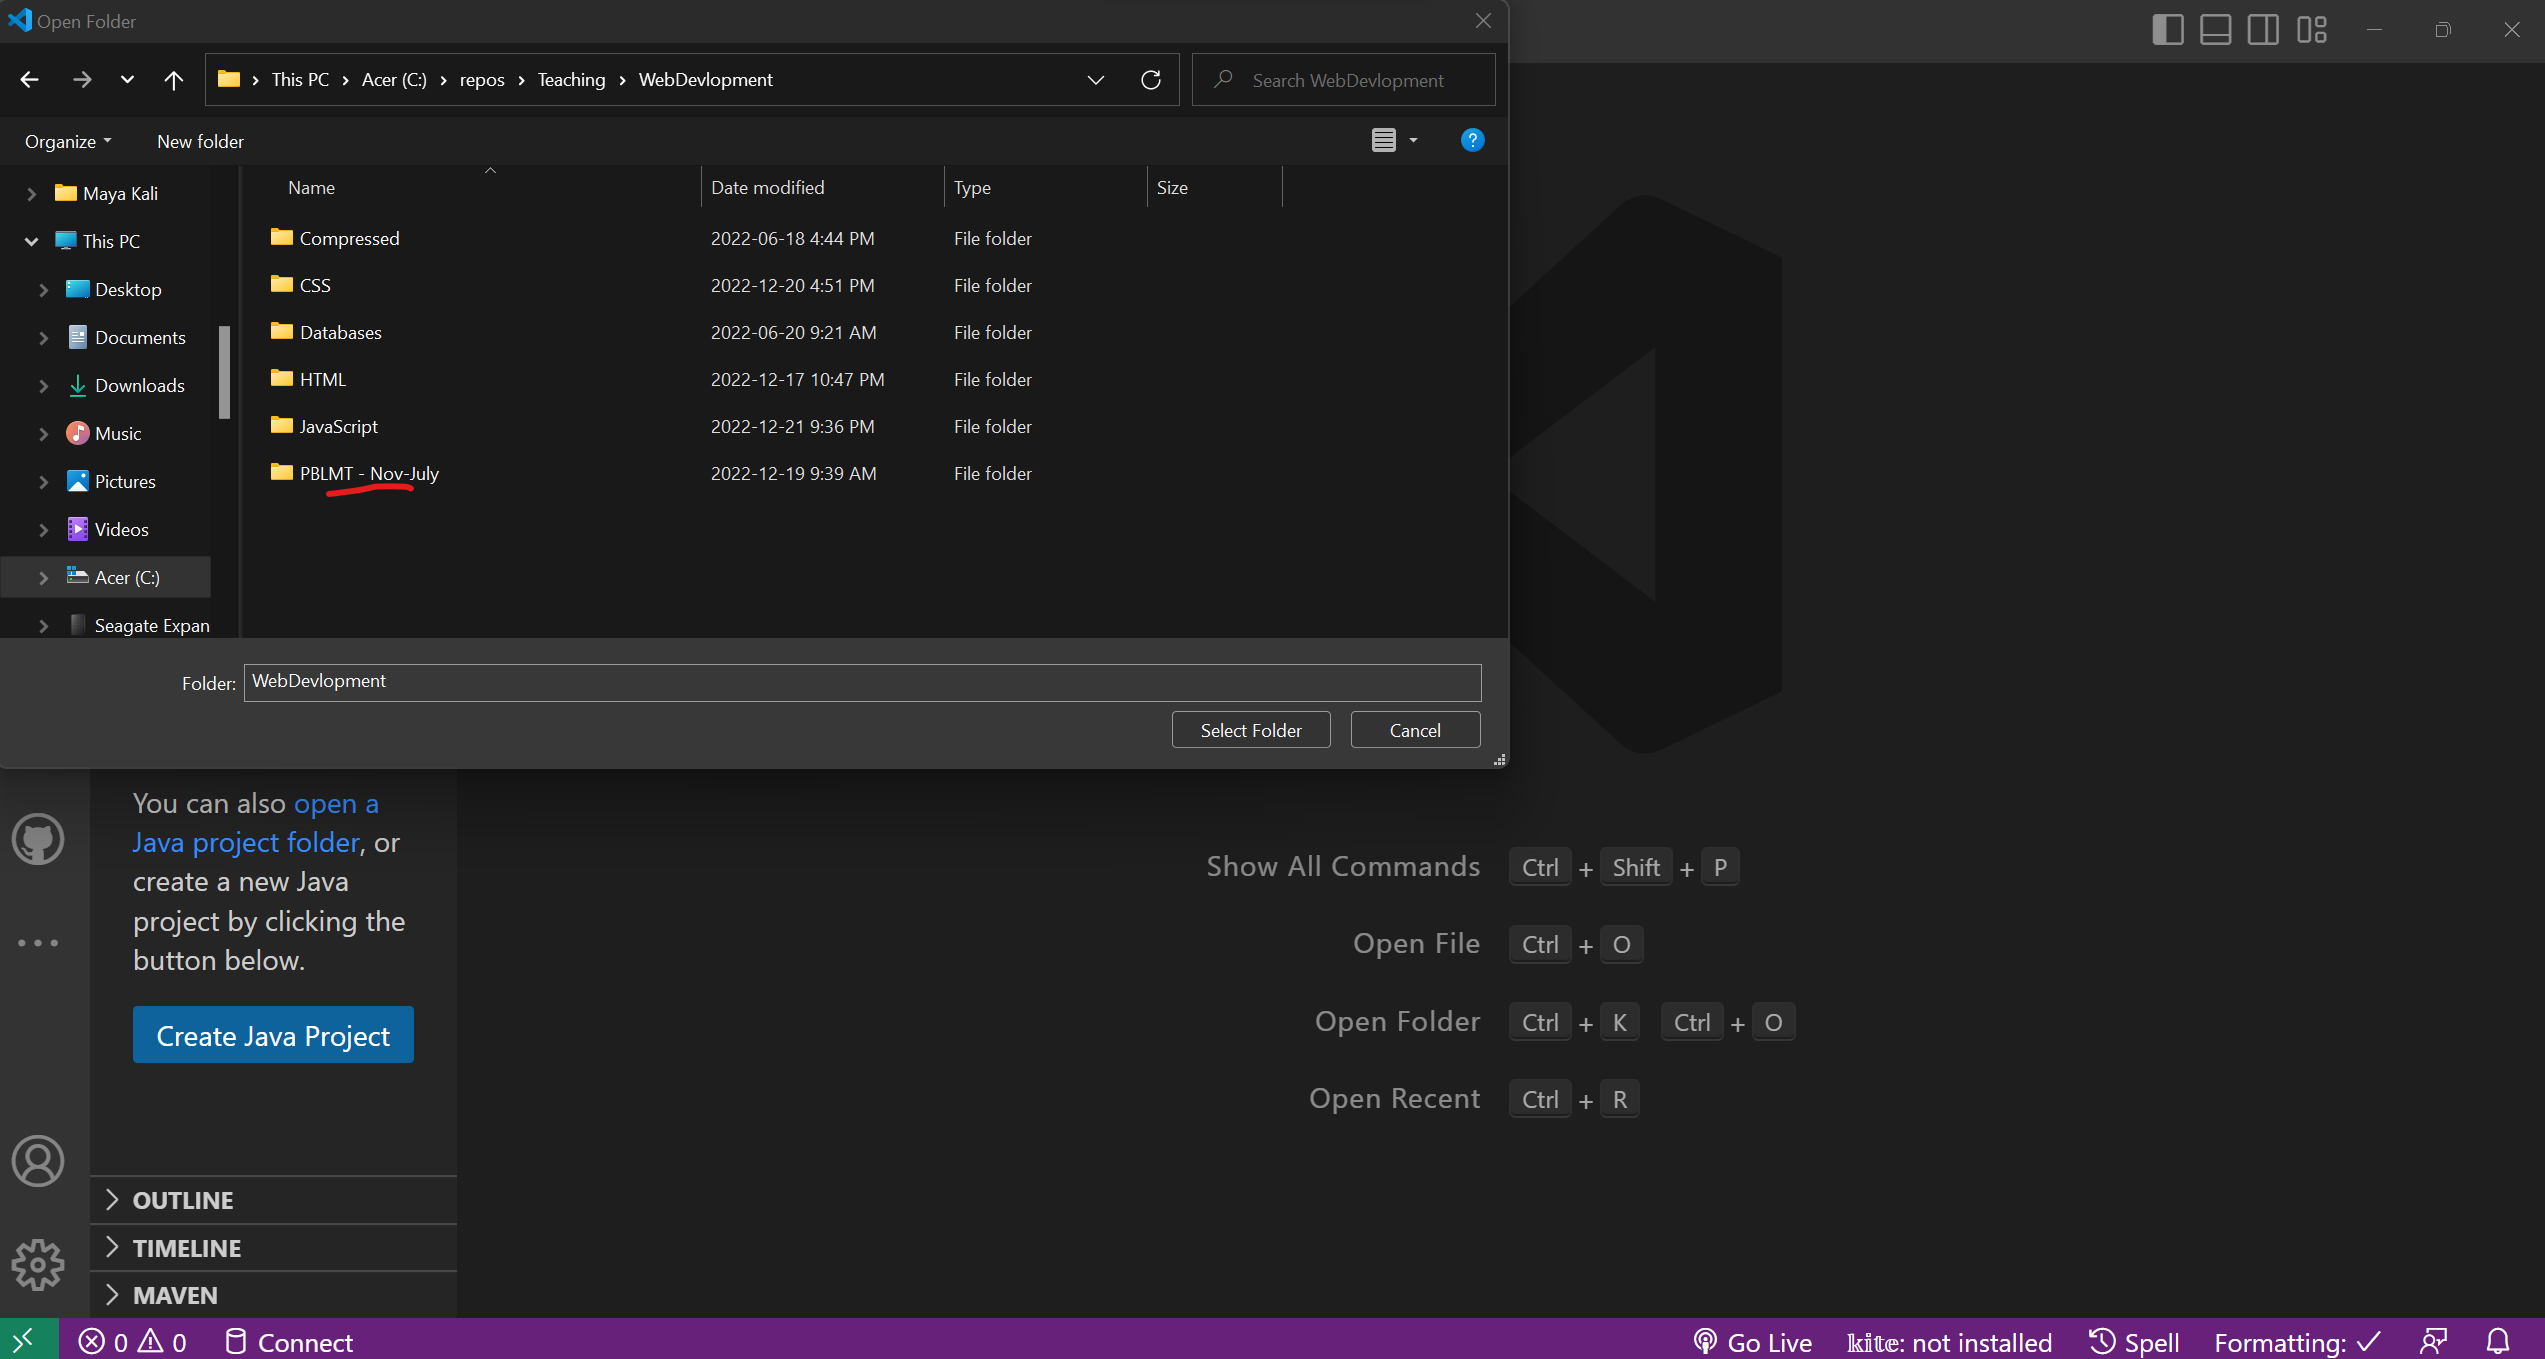 Open Folder
This PC > Acer (C:) > repos > Teaching > WebDevlopment
Search WebDevlopment
Organize
New folder
Name Date modified Type Size
Maya Kali
This PC
Desktop
Documents
Downloads
Music
Pictures
Videos
Acer (C:)
Seagate Expan
Compressed 2022-06-18 4:44 PM File folder
CSS 2022-12-20 4:51 PM File folder
Databases 2022-06-20 9:21 AM File folder
HTML 2022-12-17 10:47 PM File folder
JavaScript 2022-12-21 9:36 PM File folder
PBLMT - Nov-July 2022-12-19 9:39 AM File folder
Folder: WebDevlopment
Select Folder Cancel
You can also open a
Java project folder, or
create a new Java
project by clicking the
button below.
Create Java Project
OUTLINE
TIMELINE
MAVEN
Show All Commands Ctrl + Shift + P
Open File Ctrl + O
Open Folder Ctrl + K Ctrl + O
Open Recent Ctrl + R
0 0 Connect Go Live kite: not installed Spell Formatting: ✓